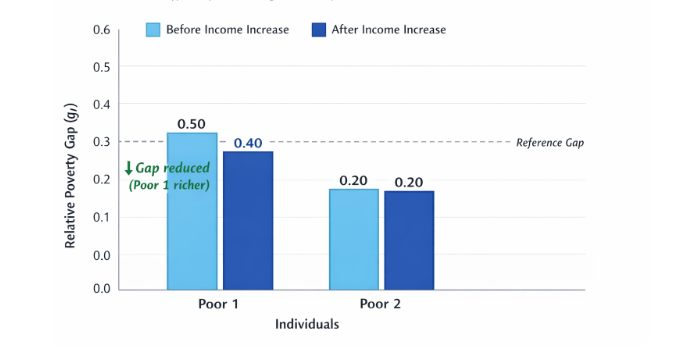 Before Income Increase
After Income Increase
0.6
0.5
0.4
0.3
0.2
0.1
0.0
0.0
Relative Poverty Gap (gᵢ)
0.50
0.40
Reference Gap
↓ Gap reduced
(Poor 1 richer)
0.20
0.20
Poor 1
Poor 2
Individuals